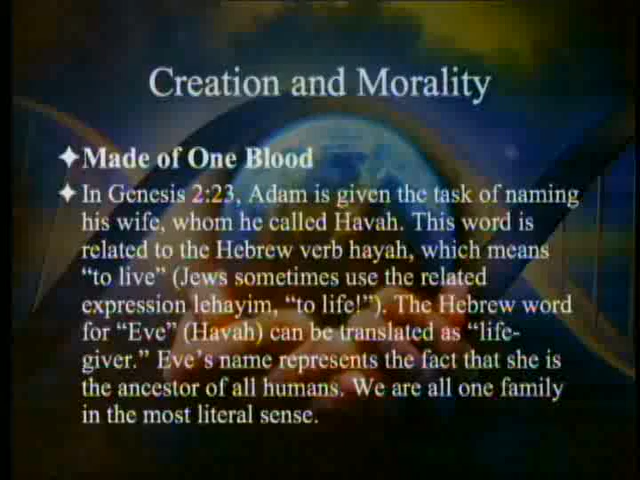 Creation and Morality
Made of One Blood
In Genesis 2:23, Adam is given the task of naming
his wife, whom he called Havah. This word is
related to the Hebrew verb hayah, which means
“to live” (Jews sometimes use the related
expression lehayim, “to life!”). The Hebrew word
for “Eve” (Havah) can be translated as “life-
giver.” Eve’s name represents the fact that she is
the ancestor of all humans. We are all one family
in the most literal sense.